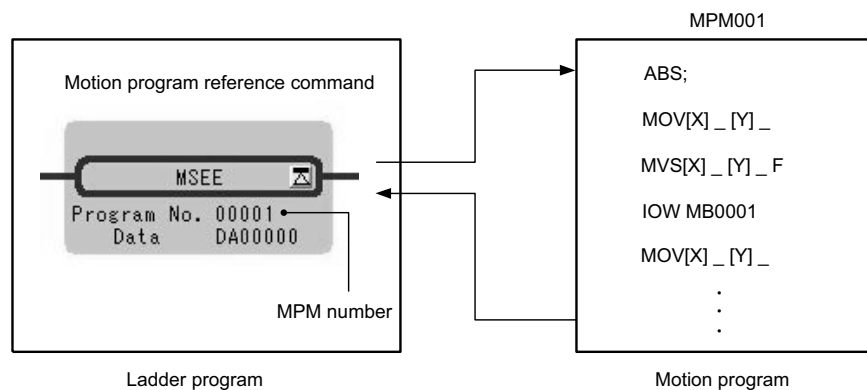 MPM001
Motion program reference command
MSEE
Program No. 00001
Data DA00000
MPM number
ABS;
MOV[X] _ [Y] _
MVS[X] _ [Y] _ F
IOW MB0001
MOV[X] _ [Y] _
.
.
.
Ladder program
Motion program